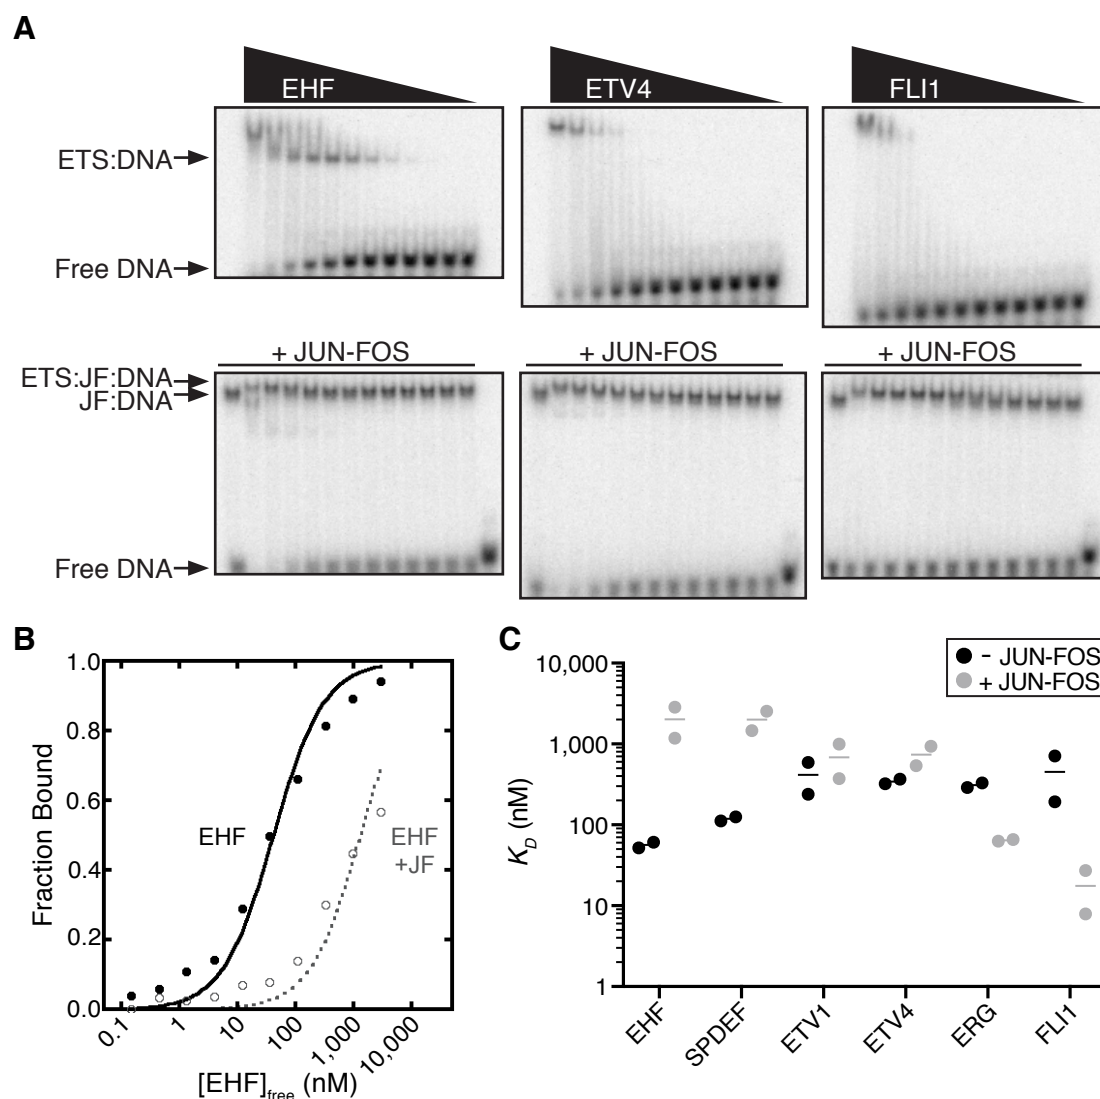 A
EHF
ETV4
FLI1
ETS:DNA
Free DNA
+ JUN-FOS
+ JUN-FOS
+ JUN-FOS
ETS:JF:DNA
JF:DNA
Free DNA
B
1.0
0.8
0.6
0.4
0.2
0.0
Fraction Bound
EHF
EHF
+JF
0.1
1
10
100
1,000
10,000
[EHF]free (nM)
C
- JUN-FOS
+ JUN-FOS
10,000
1,000
100
10
1
KD (nM)
EHF
SPDEF
ETV1
ETV4
ERG
FLI1